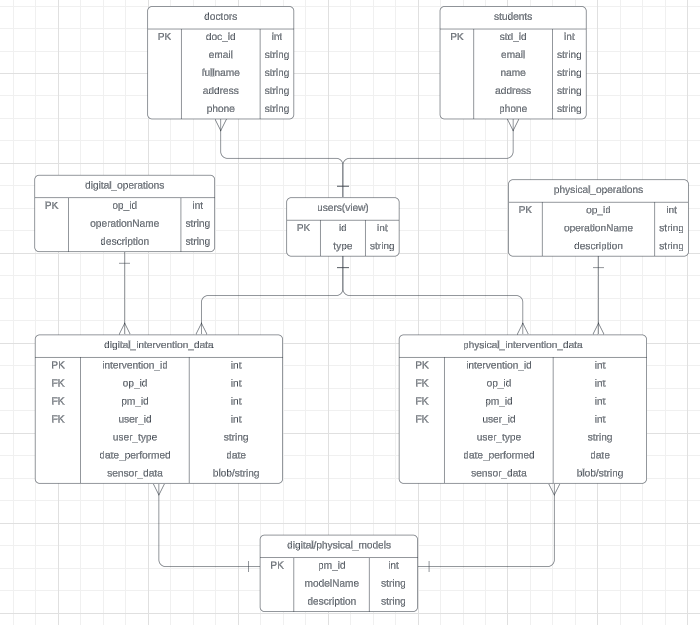 doctors
PK doc_id int
email string
fullname string
address string
phone string
students
PK std_id int
email string
name string
address string
phone string
digital_operations
PK op_id int
operationName string
description string
users(view)
PK id int
type string
physical_operations
PK op_id int
operationName string
description string
digital_intervention_data
PK intervention_id int
FK op_id int
FK pm_id int
FK user_id int
user_type string
date_performed date
sensor_data blob/string
physical_intervention_data
PK intervention_id int
FK op_id int
FK pm_id int
FK user_id int
user_type string
date_performed date
sensor_data blob/string
digital/physical_models
PK pm_id int
modelName string
description string